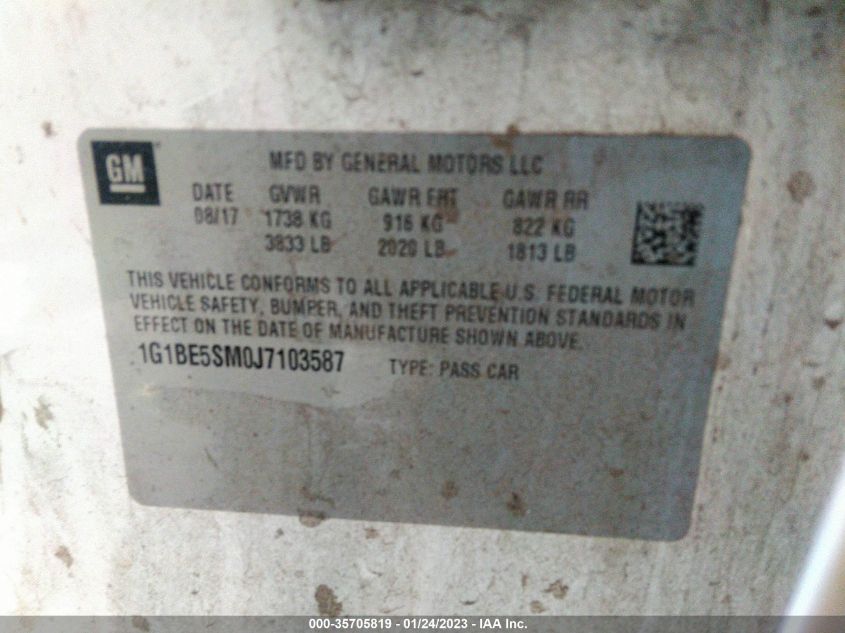 GM
MFD BY GENERAL MOTORS LLC
DATE GVWR GAWR FRT GAWR RR
08/17 1738 KG 916 KG 822 KG
3833 LB 2020 LB 1813 LB
THIS VEHICLE CONFORMS TO ALL APPLICABLE U.S. FEDERAL MOTOR
VEHICLE SAFETY, BUMPER, AND THEFT PREVENTION STANDARDS IN
EFFECT ON THE DATE OF MANUFACTURE SHOWN ABOVE.
1G1BE5SM0J7103587 TYPE: PASS CAR
000-35705819 - 01/24/2023 - IAA Inc.